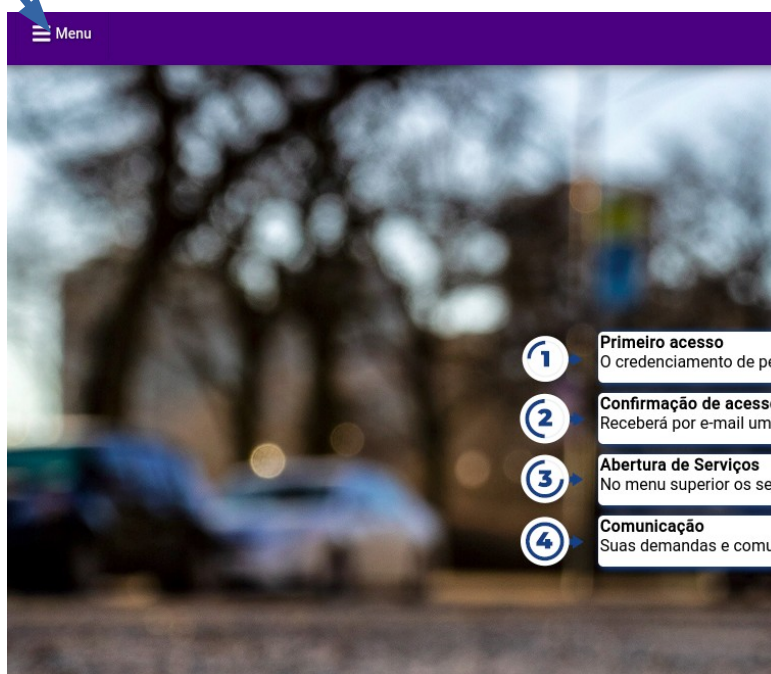 Menu
1
Primeiro acesso
O credenciamento de pe
2
Confirmação de acess
Receberá por e-mail um
3
Abertura de Serviços
No menu superior os se
4
Comunicação
Suas demandas e comu